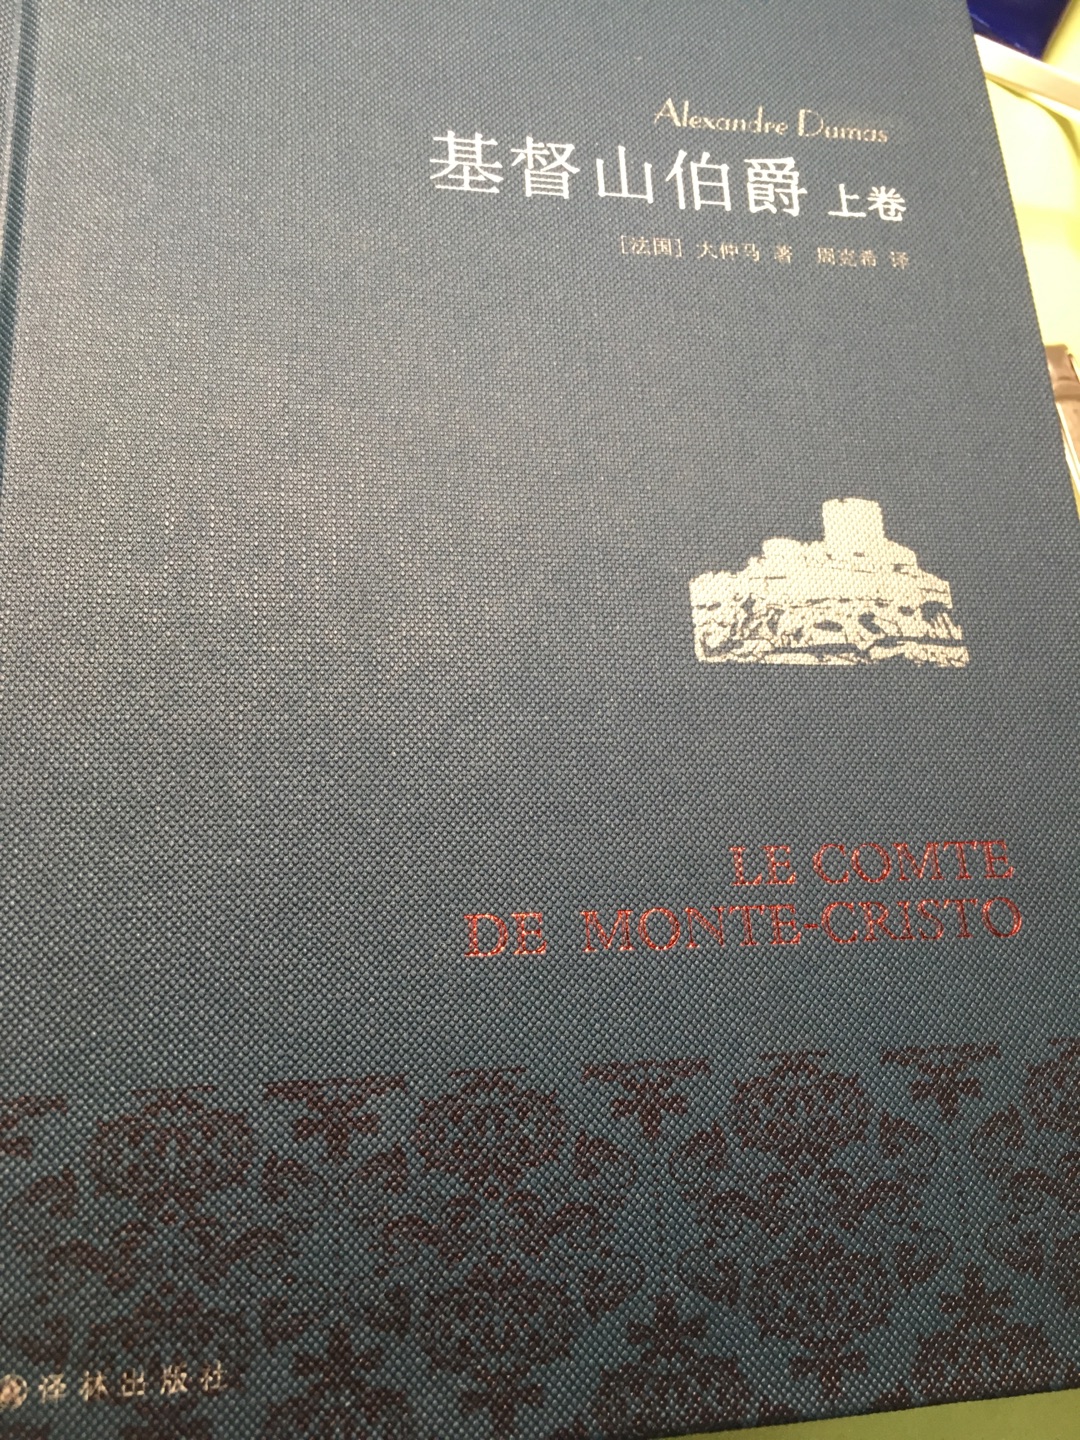 Alexandre Dumas
基督山伯爵 上卷
[法国] 大仲马 著 周克希 译
LE COMTE
DE MONTE-CRISTO
译林出版社